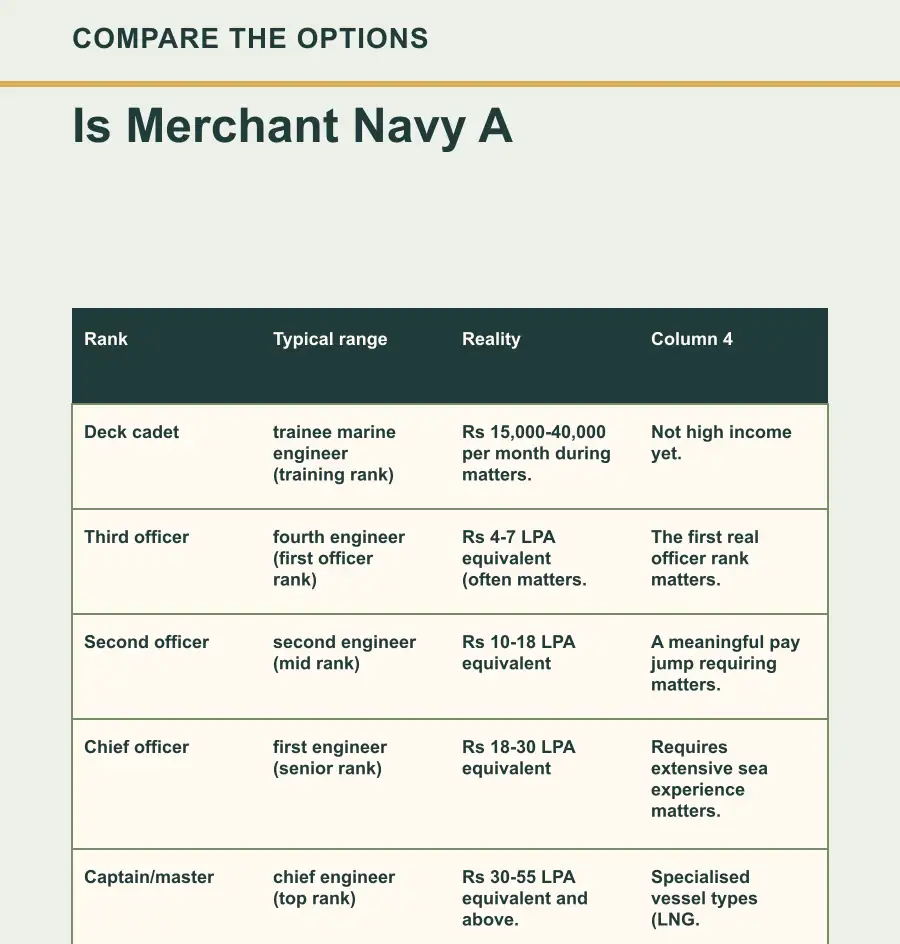 COMPARE THE OPTIONS
Is Merchant Navy A
Rank
Typical range
Reality
Column 4
Deck cadet
trainee marine
engineer
(training rank)
Rs 15,000-40,000
per month during
matters.
Not high income
yet.
Third officer
fourth engineer
(first officer
rank)
Rs 4-7 LPA
equivalent
(often matters.
The first real
officer rank
matters.
Second officer
second engineer
(mid rank)
Rs 10-18 LPA
equivalent
A meaningful pay
jump requiring
matters.
Chief officer
first engineer
(senior rank)
Rs 18-30 LPA
equivalent
Requires
extensive sea
experience
matters.
Captain/master
chief engineer
(top rank)
Rs 30-55 LPA
equivalent and
above.
Specialised
vessel types
(LNG.